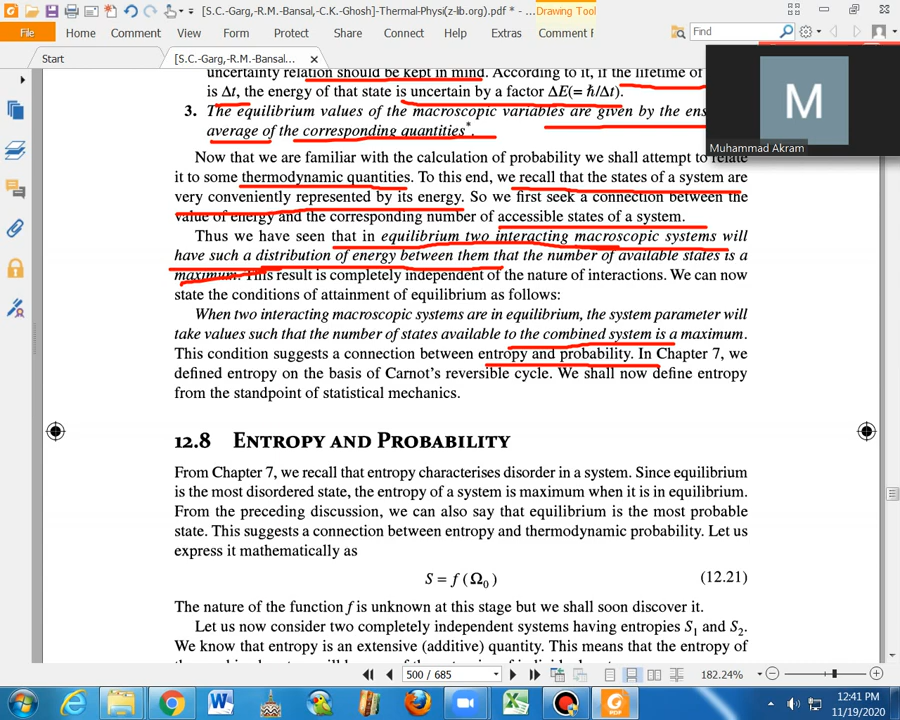 [S.C.-Garg,-R.M.-Bansal,-C.K.-Ghosh]-Thermal-Physi(z-lib.org).pdf * - ...
Drawing Tool
File
Home
Comment
View
Form
Protect
Share
Connect
Help
Extras
Comment F
Find
Start
[S.C.-Garg,-R.M.-Bansal,-...
uncertainty relation should be kept in mind. According to it, if the lifetime of
is Δt, the energy of that state is uncertain by a factor ΔE(= ℏ/Δt).
3. The equilibrium values of the macroscopic variables are given by the ens
average of the corresponding quantities*.
Now that we are familiar with the calculation of probability we shall attempt to relate
it to some thermodynamic quantities. To this end, we recall that the states of a system are
very conveniently represented by its energy. So we first seek a connection between the
value of energy and the corresponding number of accessible states of a system.
Thus we have seen that in equilibrium two interacting macroscopic systems will
have such a distribution of energy between them that the number of available states is a
maximum. This result is completely independent of the nature of interactions. We can now
state the conditions of attainment of equilibrium as follows:
When two interacting macroscopic systems are in equilibrium, the system parameter will
take values such that the number of states available to the combined system is a maximum.
This condition suggests a connection between entropy and probability. In Chapter 7, we
defined entropy on the basis of Carnot's reversible cycle. We shall now define entropy
from the standpoint of statistical mechanics.
12.8 ENTROPY AND PROBABILITY
From Chapter 7, we recall that entropy characterises disorder in a system. Since equilibrium
is the most disordered state, the entropy of a system is maximum when it is in equilibrium.
From the preceding discussion, we can also say that equilibrium is the most probable
state. This suggests a connection between entropy and thermodynamic probability. Let us
express it mathematically as
S = f (Ω₀) (12.21)
The nature of the function f is unknown at this stage but we shall soon discover it.
Let us now consider two completely independent systems having entropies S₁ and S₂.
We know that entropy is an extensive (additive) quantity. This means that the entropy of
M
Muhammad Akram
500 / 685
182.24%
12:41 PM
11/19/2020